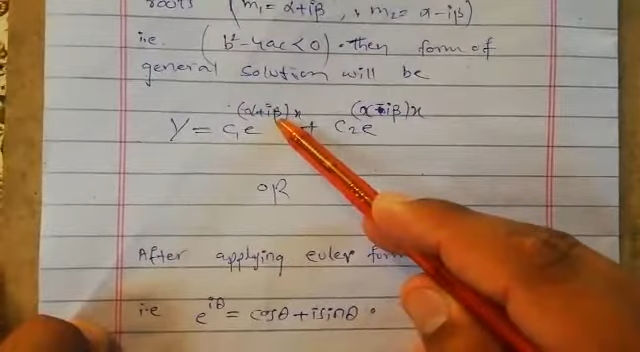 roots (m₁ = α+iβ , m₂ = α-iβ)
i.e. (b²-4ac<0). then form of
general solution will be
y = c₁e^(α+iβ)x + c₂e^(α-iβ)x
OR
After applying euler
i.e e^iθ = cosθ + isinθ.